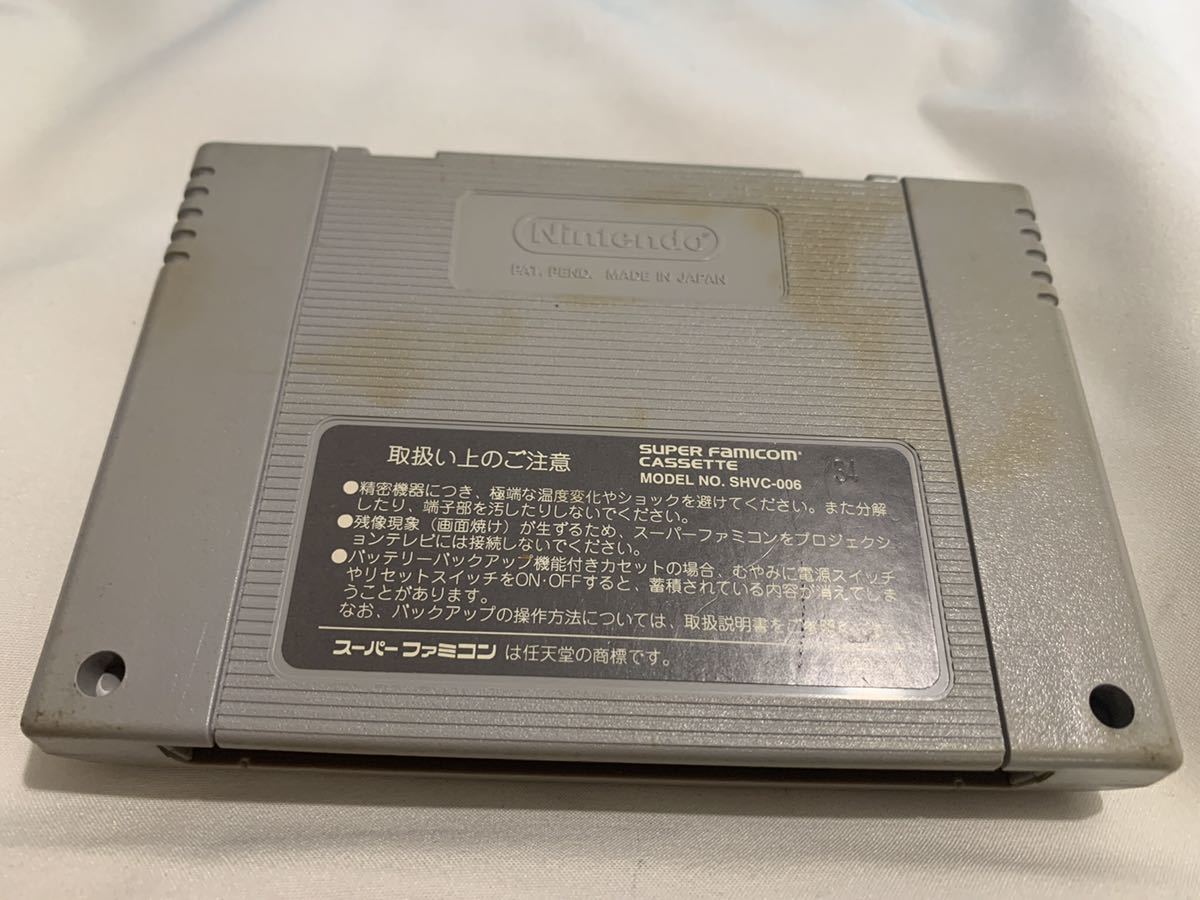 Nintendo®
PAT. PEND. MADE IN JAPAN
取扱い上のご注意
SUPER FAMICOM®
CASSETTE
MODEL NO. SHVC-006
●精密機器につき、極端な温度変化やショックを避けてください。また分解
したり、端子部を汚したりしないでください。
●残像現象（画面焼け）が生ずるため、スーパーファミコンをプロジェクシ
ョンテレビには接続しないでください。
●バッテリーバックアップ機能付きカセットの場合、むやみに電源スイッチ
やリセットスイッチをON・OFFすると、蓄積されている内容が消えてしま
うことがあります。
なお、バックアップの操作方法については、取扱説明書をご
スーパーファミコン は任天堂の商標です。